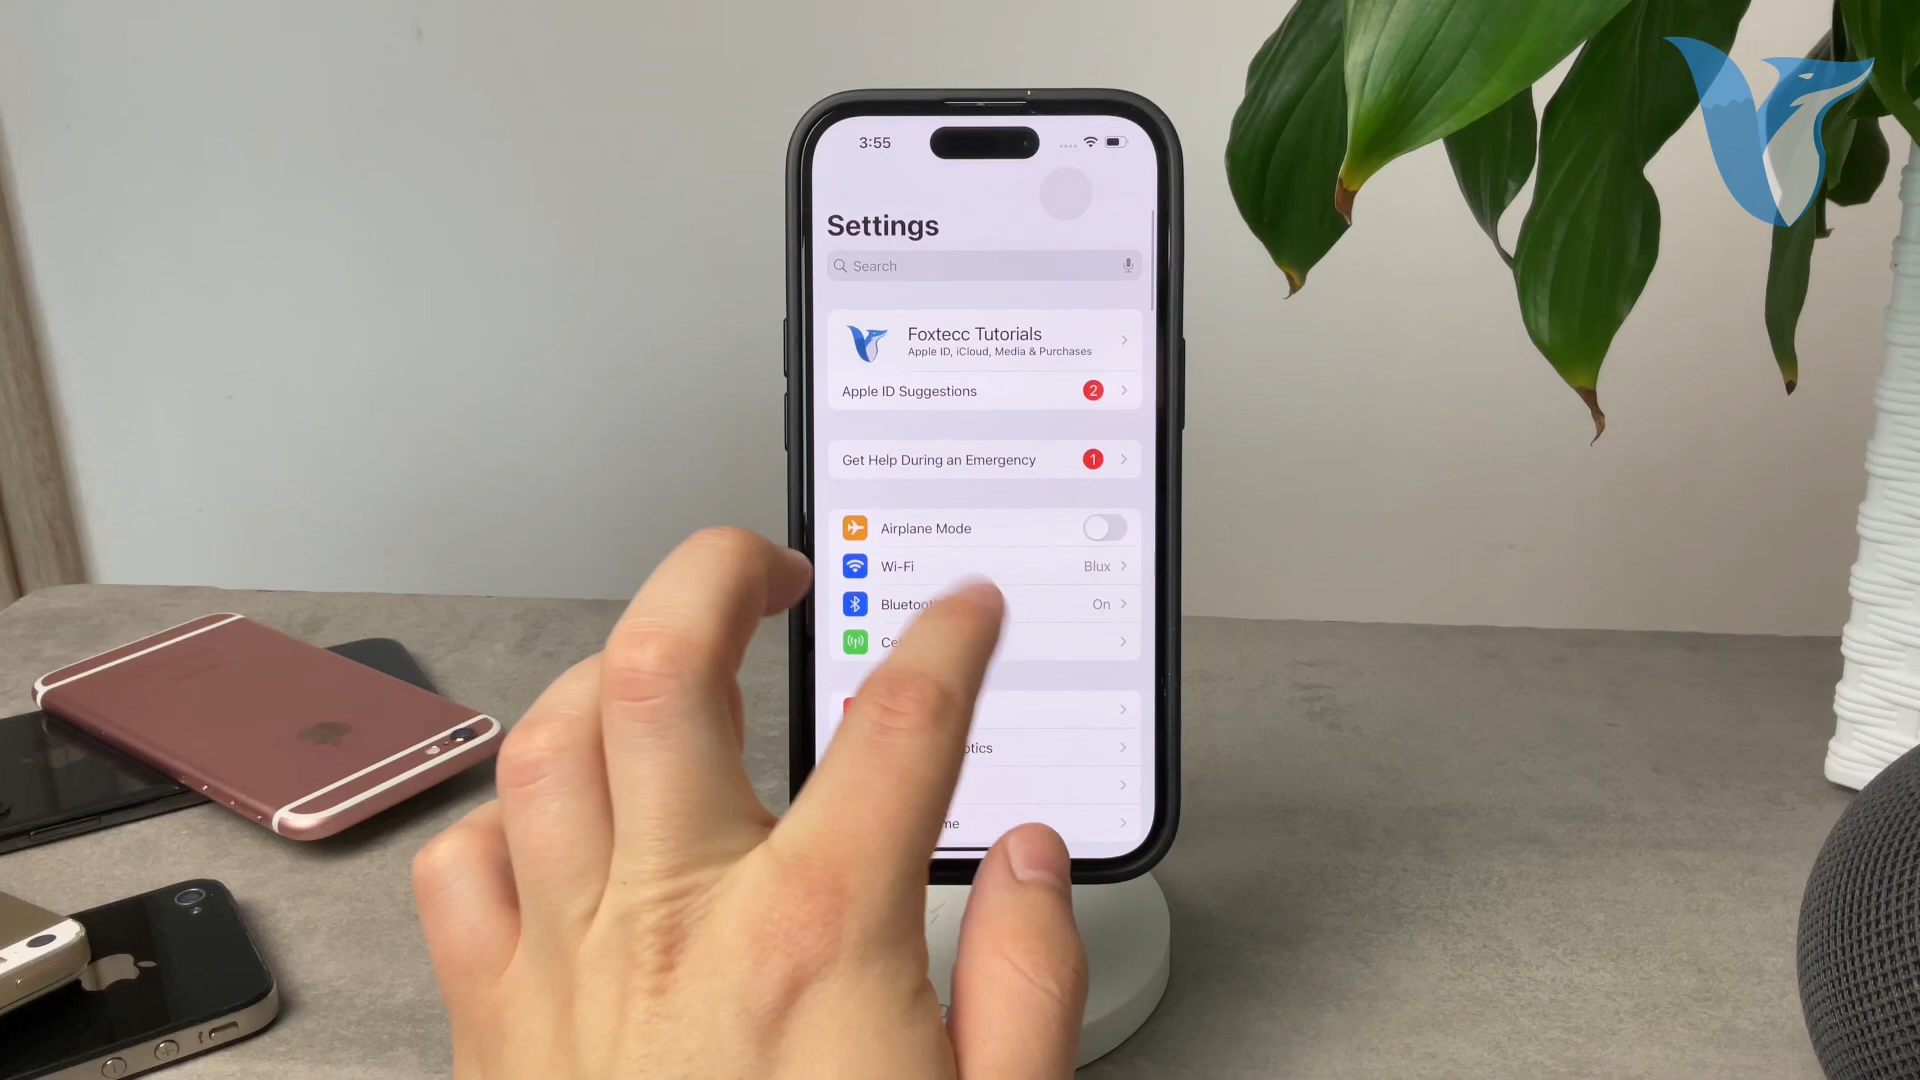 3:55
Settings
Search
Foxtecc Tutorials
Apple ID, iCloud, Media & Purchases
Apple ID Suggestions
2
Get Help During an Emergency
1
Airplane Mode
Wi-Fi
Blux
On